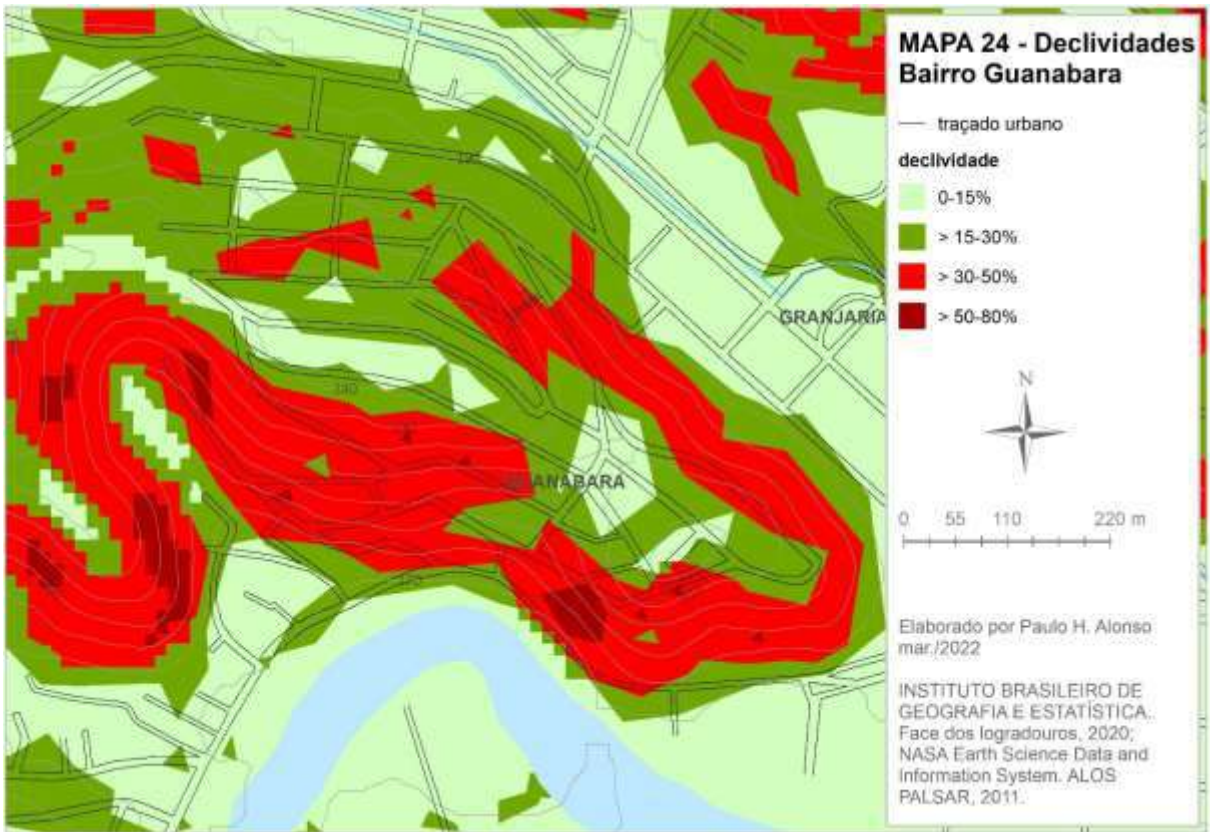 MAPA 24 - Declividades
Bairro Guanabara
traçado urbano
declividade
0-15%
> 15-30%
> 30-50%
> 50-80%
GRANJARIA
N
0 55 110 220 m
Elaborado por Paulo H. Alonso
mar./2022
INSTITUTO BRASILEIRO DE
GEOGRAFIA E ESTATÍSTICA.
Face dos logradouros, 2020;
NASA Earth Science Data and
Information System. ALOS
PALSAR, 2011.
GUANABARA